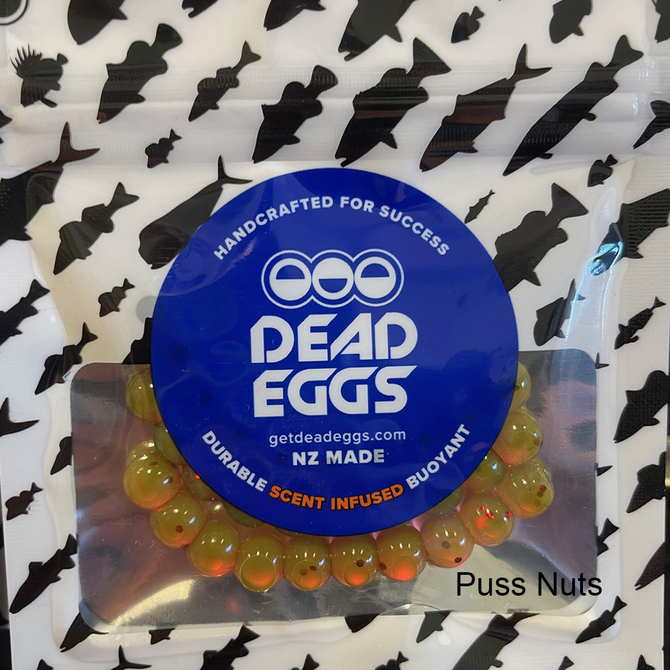 HANDCRAFTED FOR SUCCESS
DEAD
EGGS
getdeadeggs.com
NZ MADE
DURABLE SCENT INFUSED BUOYANT
Puss Nuts